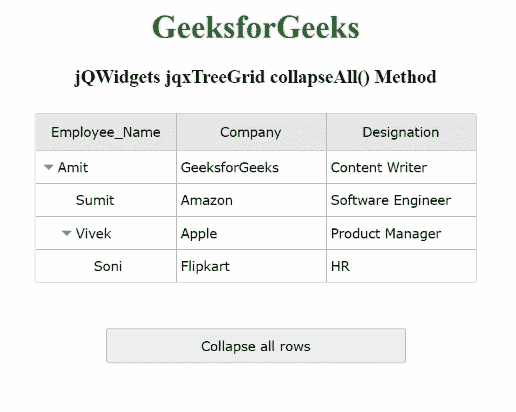 GeeksforGeeks
jQWidgets jqxTreeGrid collapseAll() Method
Employee_Name Company Designation
Amit GeeksforGeeks Content Writer
Sumit Amazon Software Engineer
Vivek Apple Product Manager
Soni Flipkart HR
Collapse all rows